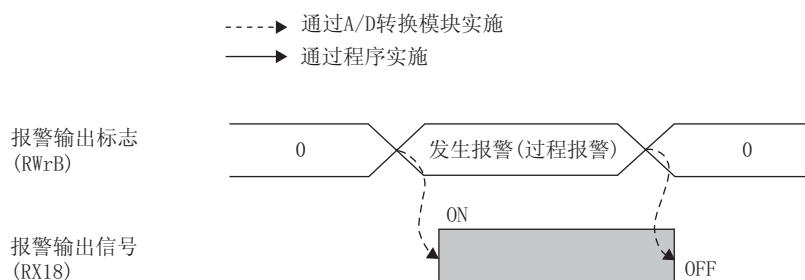 通过A/D转换模块实施
通过程序实施
报警输出标志
(RWrB)
0
发生报警(过程报警)
0
ON
报警输出信号
(RX18)
OFF